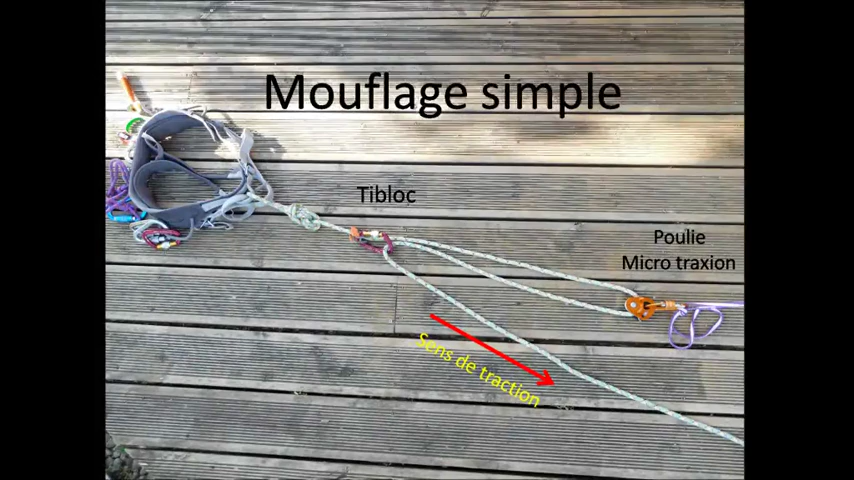 Mouflage simple
Tibloc
Poulie
Micro traxion
Sens de traction